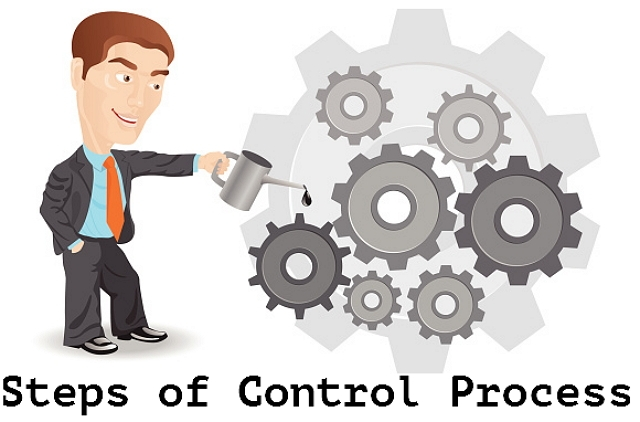 Steps of Control Process